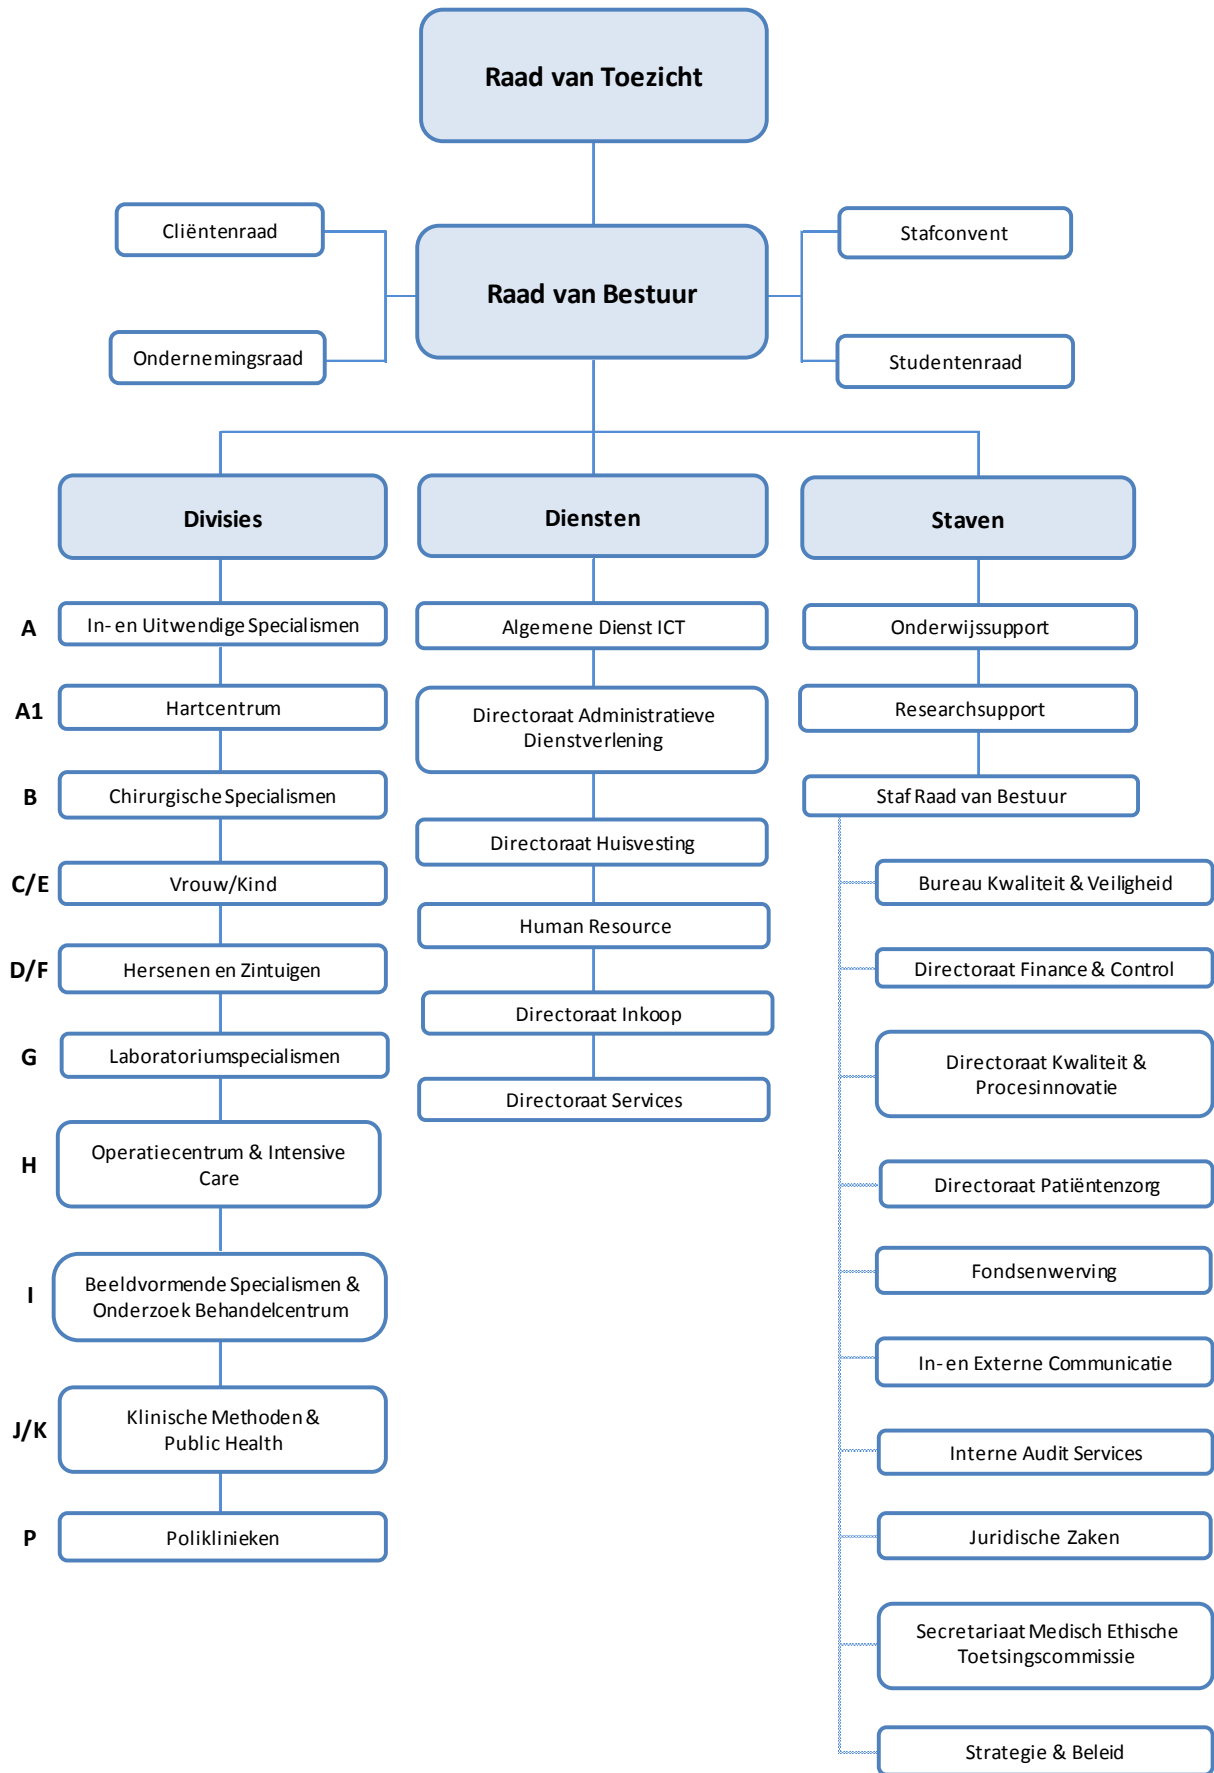 Raad van Toezicht
Cliëntenraad
Stafconvent
Raad van Bestuur
Ondernemingsraad
Studentenraad
Divisies
Diensten
Staven
A
In- en Uitwendige Specialismen
A1
Hartcentrum
B
Chirurgische Specialismen
C/E
Vrouw/Kind
D/F
Hersenen en Zintuigen
G
Laboratoriumspecialismen
H
Operatiecentrum & Intensive
Care
I
Beeldvormende Specialismen &
Onderzoek Behandelcentrum
J/K
Klinische Methoden &
Public Health
P
Poliklinieken
Algemene Dienst ICT
Directoraat Administratieve
Dienstverlening
Directoraat Huisvesting
Human Resource
Directoraat Inkoop
Directoraat Services
Onderwijssupport
Researchsupport
Staf Raad van Bestuur
Bureau Kwaliteit & Veiligheid
Directoraat Finance & Control
Directoraat Kwaliteit &
Procesinnovatie
Directoraat Patiëntenzorg
Fondsenwerving
In- en Externe Communicatie
Interne Audit Services
Juridische Zaken
Secretariaat Medisch Ethische
Toetsingscommissie
Strategie & Beleid